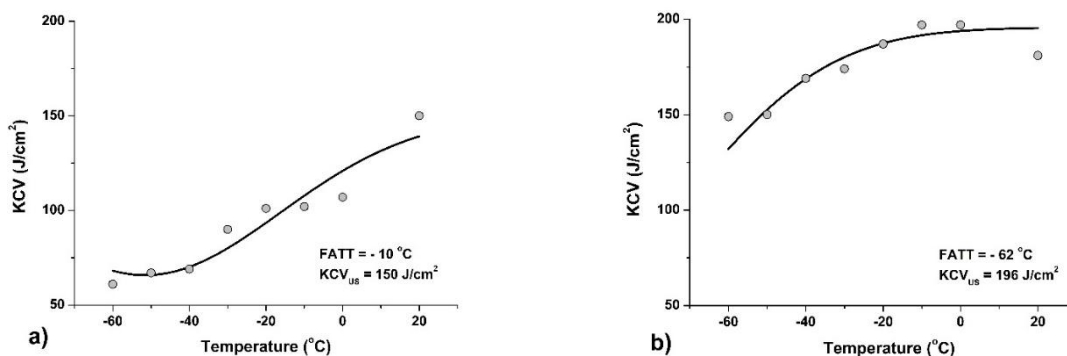 200
150
100
50
KCV (J/cm²)
FATT = - 10 °C
KCV_US = 150 J/cm²
-60 -40 -20 0 20
Temperature (°C)
a)
200
150
100
50
KCV (J/cm²)
FATT = - 62 °C
KCV_US = 196 J/cm²
-60 -40 -20 0 20
Temperature (°C)
b)